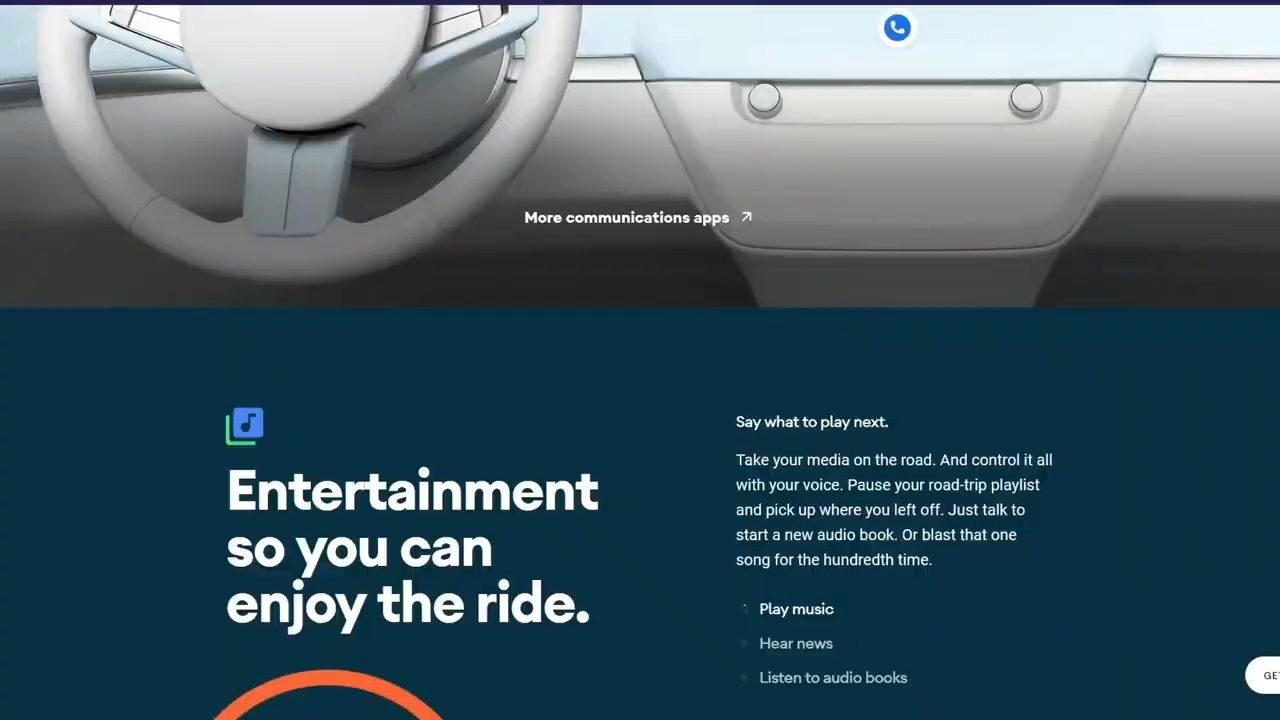 More communications apps
Entertainment
so you can
enjoy the ride.
Say what to play next.
Take your media on the road. And control it all
with your voice. Pause your road-trip playlist
and pick up where you left off. Just talk to
start a new audio book. Or blast that one
song for the hundredth time.
Play music
Hear news
Listen to audio books